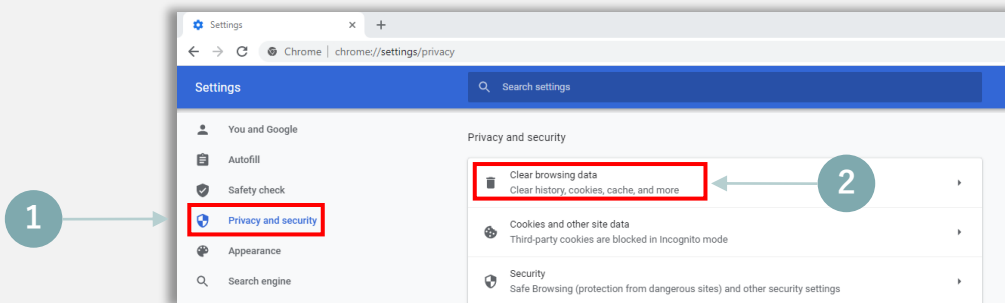 Settings
Chrome | chrome://settings/privacy
Settings
Search settings
You and Google
Autofill
Safety check
Privacy and security
Appearance
Search engine
Privacy and security
Clear browsing data
Clear history, cookies, cache, and more
Cookies and other site data
Third-party cookies are blocked in Incognito mode
Security
Safe Browsing (protection from dangerous sites) and other security settings
1
2